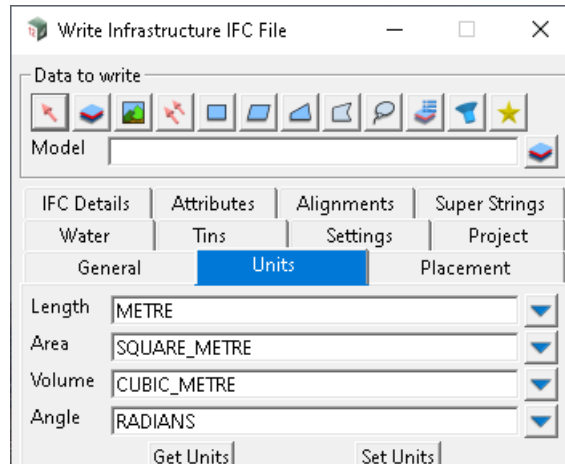 Write Infrastructure IFC File
Data to write
Model
IFC Details Attributes Alignments Super Strings
Water Tins Settings Project
General Units Placement
Length METRE
Area SQUARE_METRE
Volume CUBIC_METRE
Angle RADIANS
Get Units Set Units